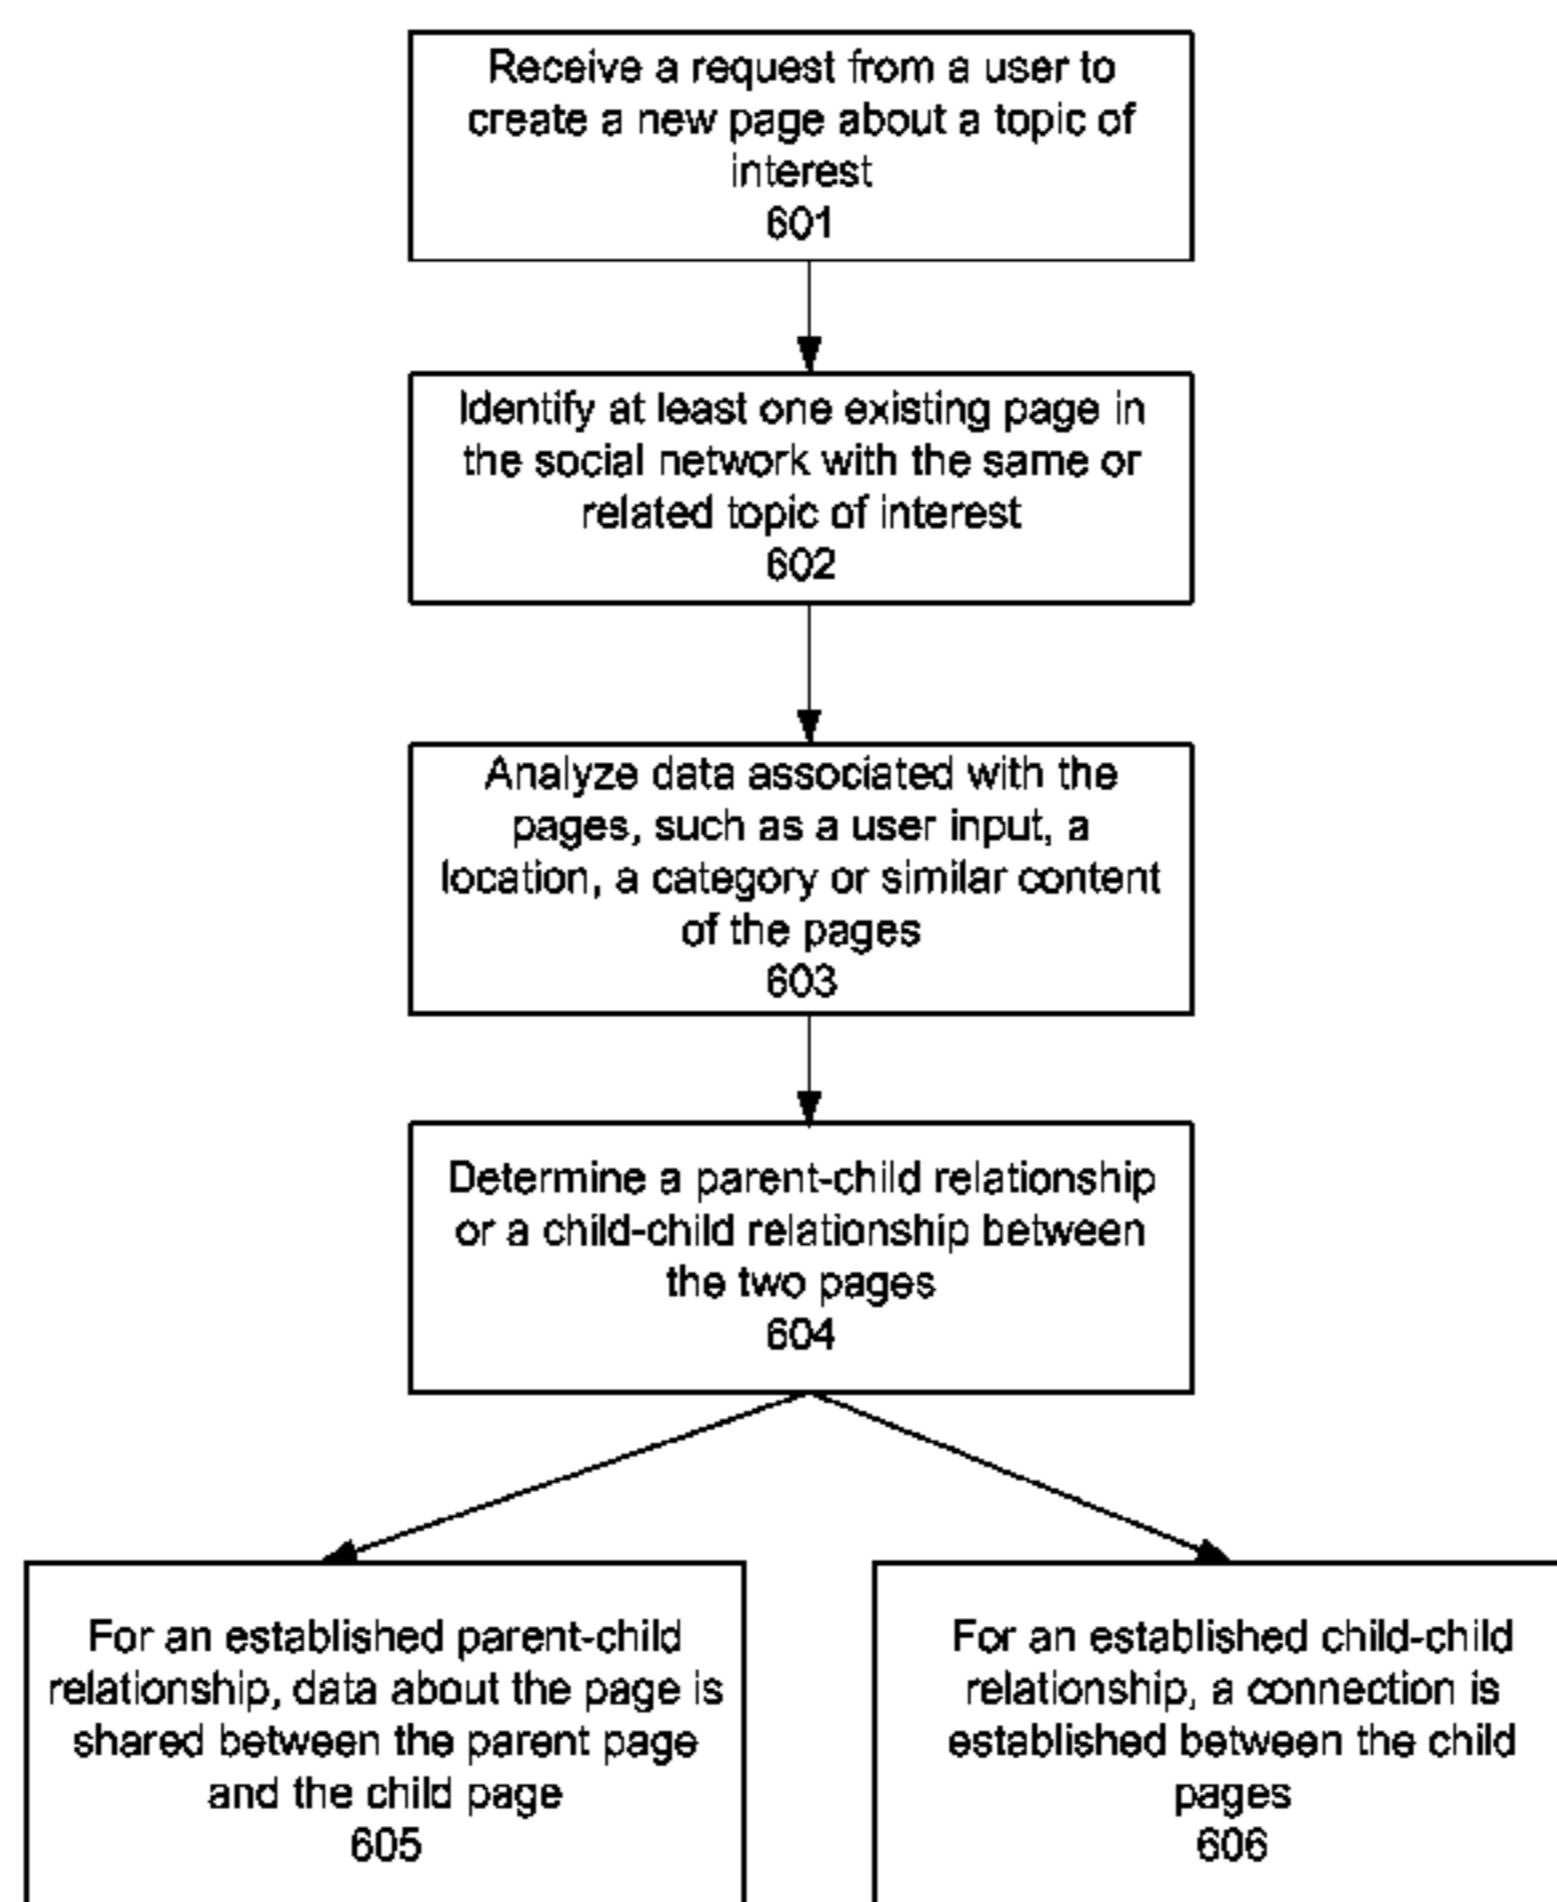 Receive a request from a user to
create a new page about a topic of
interest
601
Identify at least one existing page in
the social network with the same or
related topic of interest
602
Analyze data associated with the
pages, such as a user input, a
location, a category or similar content
of the pages
603
Determine a parent-child relationship
or a child-child relationship between
the two pages
604
For an established parent-child
relationship, data about the page is
shared between the parent page
and the child page
605
For an established child-child
relationship, a connection is
established between the child
pages
606